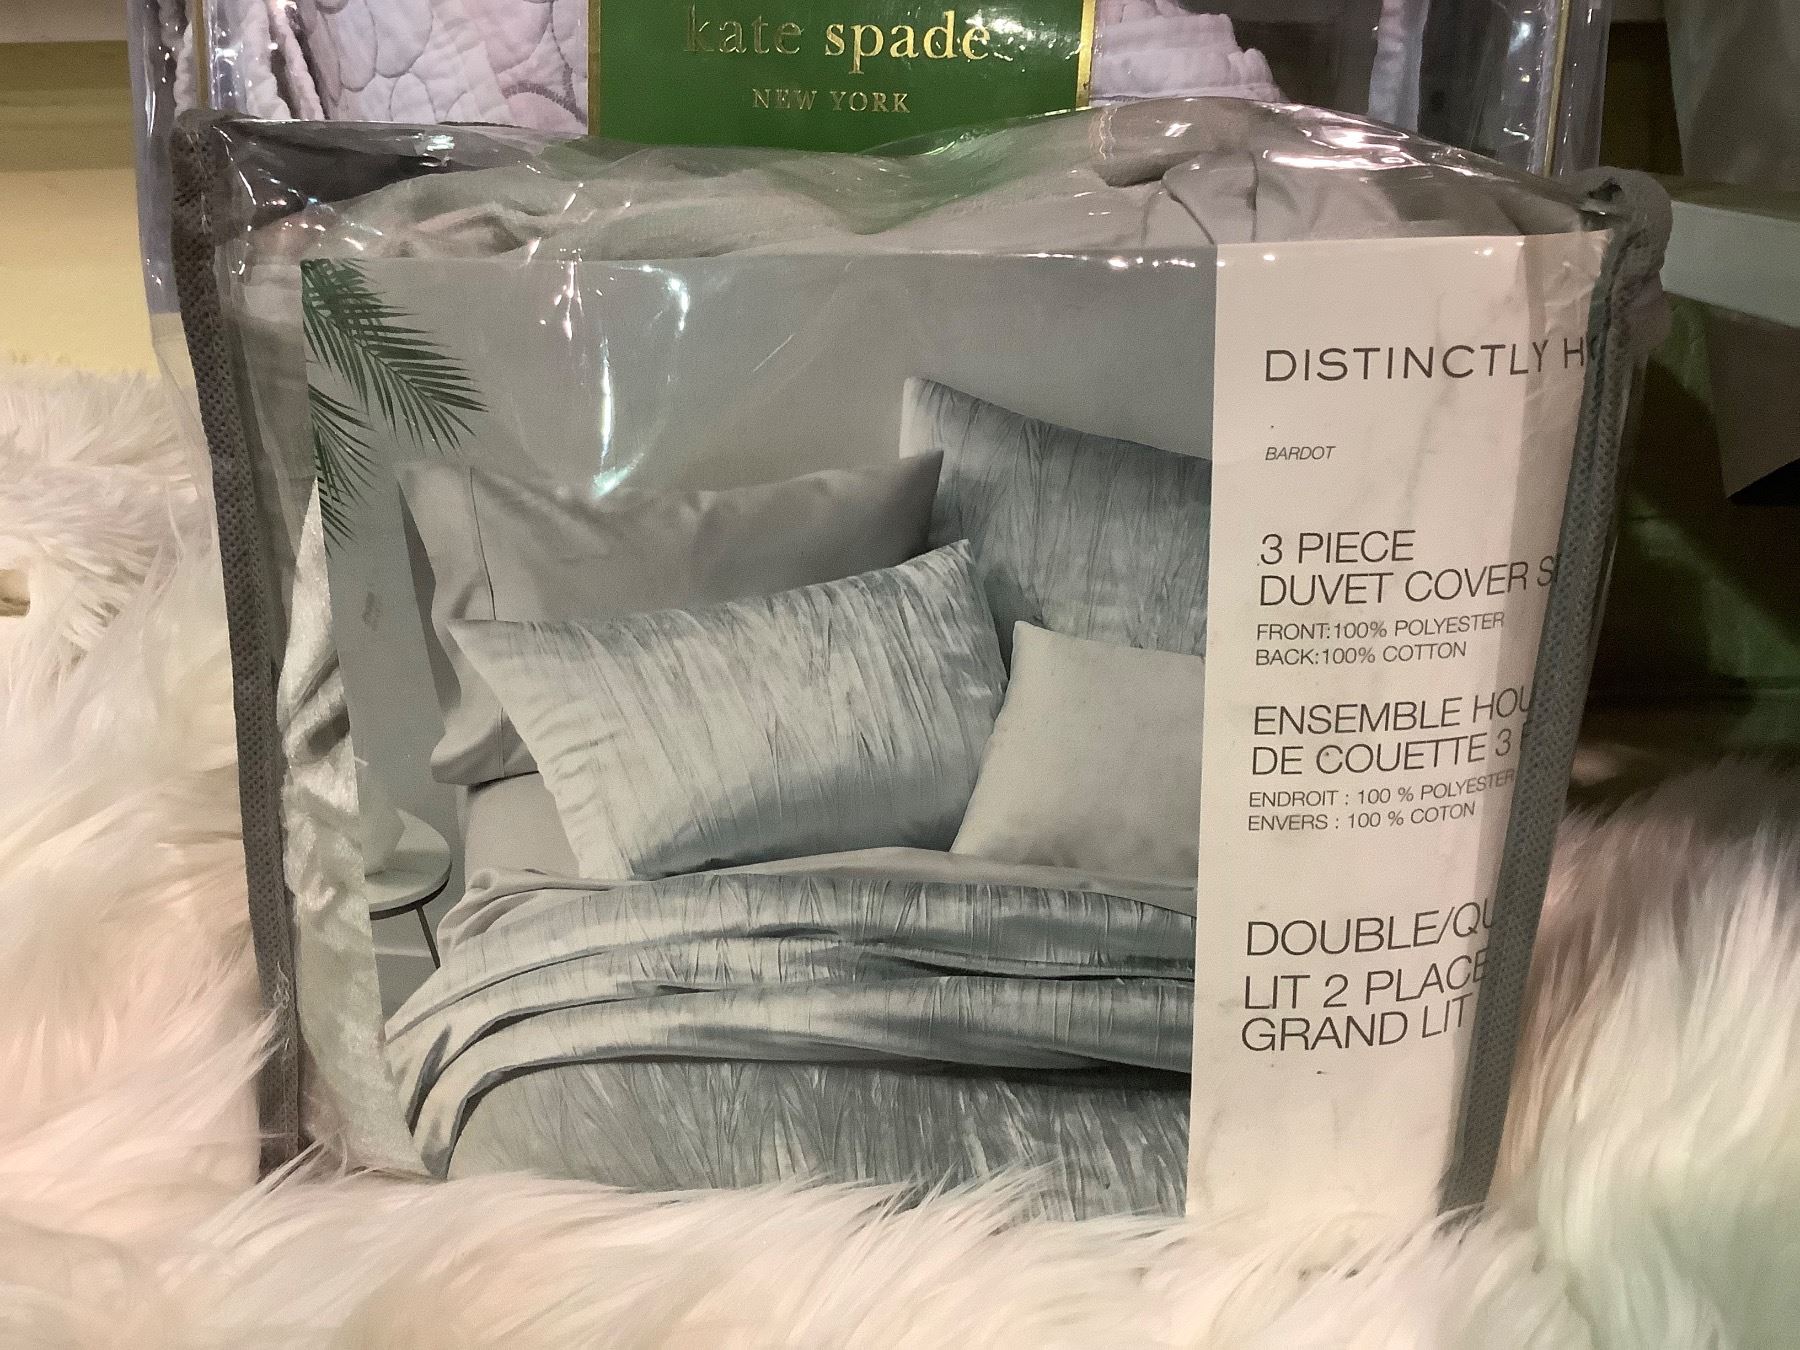 kate spade
NEW YORK
DISTINCTLY H
BARDOT
3 PIECE
DUVET COVER S
FRONT:100% POLYESTER
BACK:100% COTTON
ENSEMBLE HOU
DE COUETTE 3
ENDROIT : 100 % POLYESTER
ENVERS : 100 % COTON
DOUBLE/QU
LIT 2 PLACE
GRAND LIT